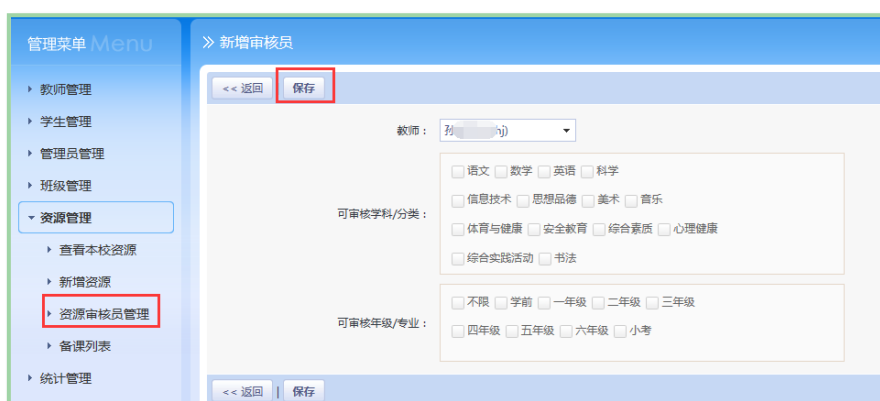 管理菜单 Menu
教师管理
学生管理
管理员管理
班级管理
资源管理
查看本校资源
新增资源
资源审核员管理
备课列表
统计管理
>> 新增审核员
<< 返回 保存
教师： 孙 hj)
可审核学科/分类：
语文 数学 英语 科学
信息技术 思想品德 美术 音乐
体育与健康 安全教育 综合素质 心理健康
综合实践活动 书法
可审核年级/专业：
不限 学前 一年级 二年级 三年级
四年级 五年级 六年级 小考
<< 返回 | 保存